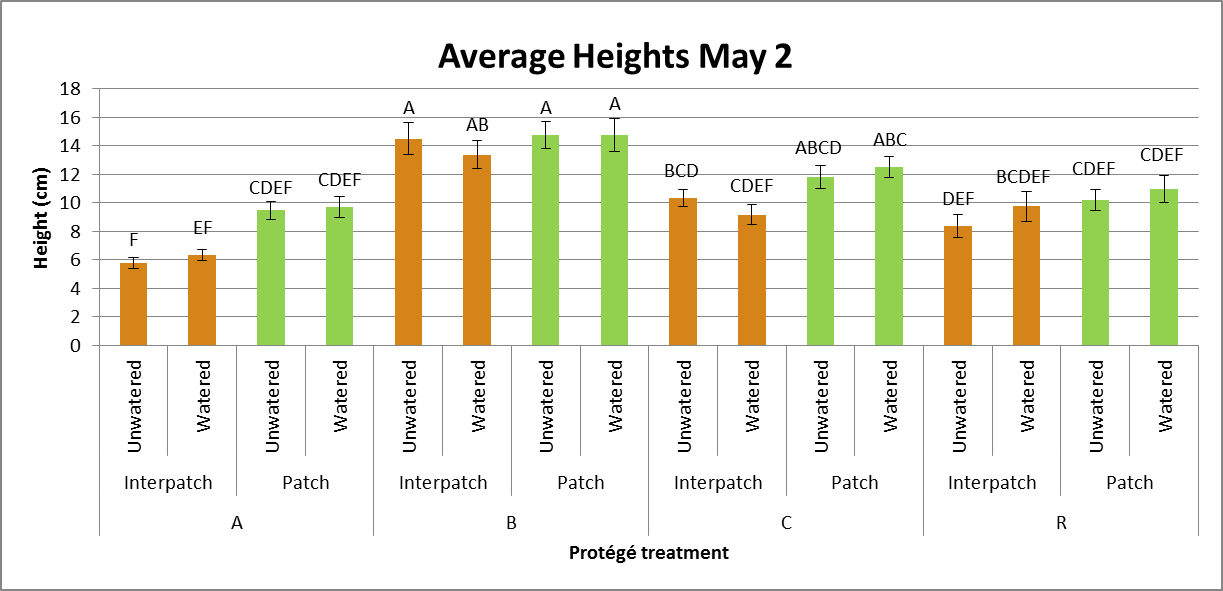 Average Heights May 2
Height (cm)
18
16
14
12
10
8
6
4
2
0
F
EF
CDEF
CDEF
A
AB
A
A
BCD
CDEF
ABCD
ABC
DEF
BCDEF
CDEF
CDEF
Unwatered
Watered
Unwatered
Watered
Unwatered
Watered
Unwatered
Watered
Unwatered
Watered
Unwatered
Watered
Unwatered
Watered
Unwatered
Watered
Interpatch Patch Interpatch Patch Interpatch Patch Interpatch Patch
A B C R
Protégé treatment